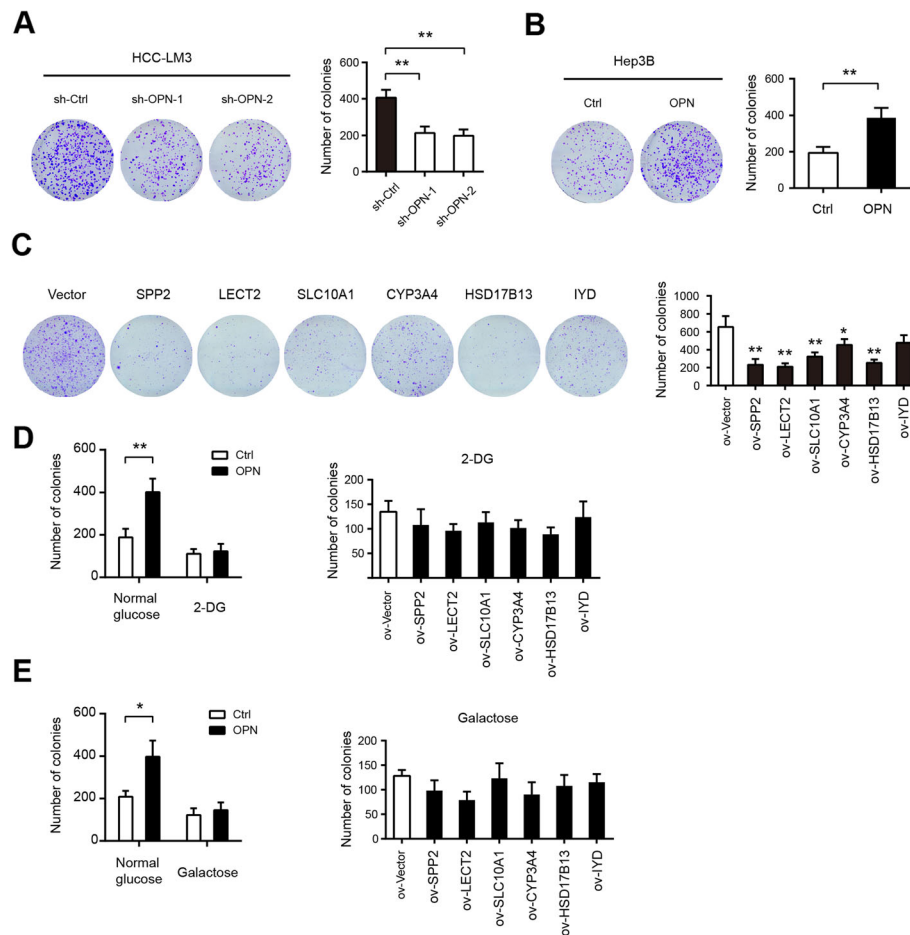 A
HCC-LM3
sh-Ctrl sh-OPN-1 sh-OPN-2
Number of colonies
600
400
200
0
** 
**
sh-Ctrl
sh-OPN-1
sh-OPN-2
B
Hep3B
Ctrl OPN
Number of colonies
600
400
200
0
**
Ctrl OPN
C
Vector SPP2 LECT2 SLC10A1 CYP3A4 HSD17B13 IYD
Number of colonies
1000
800
600
400
200
0
** ** ** * **
ov-Vector
ov-SPP2
ov-LECT2
ov-SLC10A1
ov-CYP3A4
ov-HSD17B13
ov-IYD
D
Number of colonies
600
400
200
0
**
Ctrl
OPN
Normal
glucose
2-DG
2-DG
Number of colonies
200
150
100
50
ov-Vector
ov-SPP2
ov-LECT2
ov-SLC10A1
ov-CYP3A4
ov-HSD17B13
ov-IYD
E
Number of colonies
600
400
200
0
*
Ctrl
OPN
Normal
glucose
Galactose
Galactose
Number of colonies
200
150
100
50
0
ov-Vector
ov-SPP2
ov-LECT2
ov-SLC10A1
ov-CYP3A4
ov-HSD17B13
ov-IYD